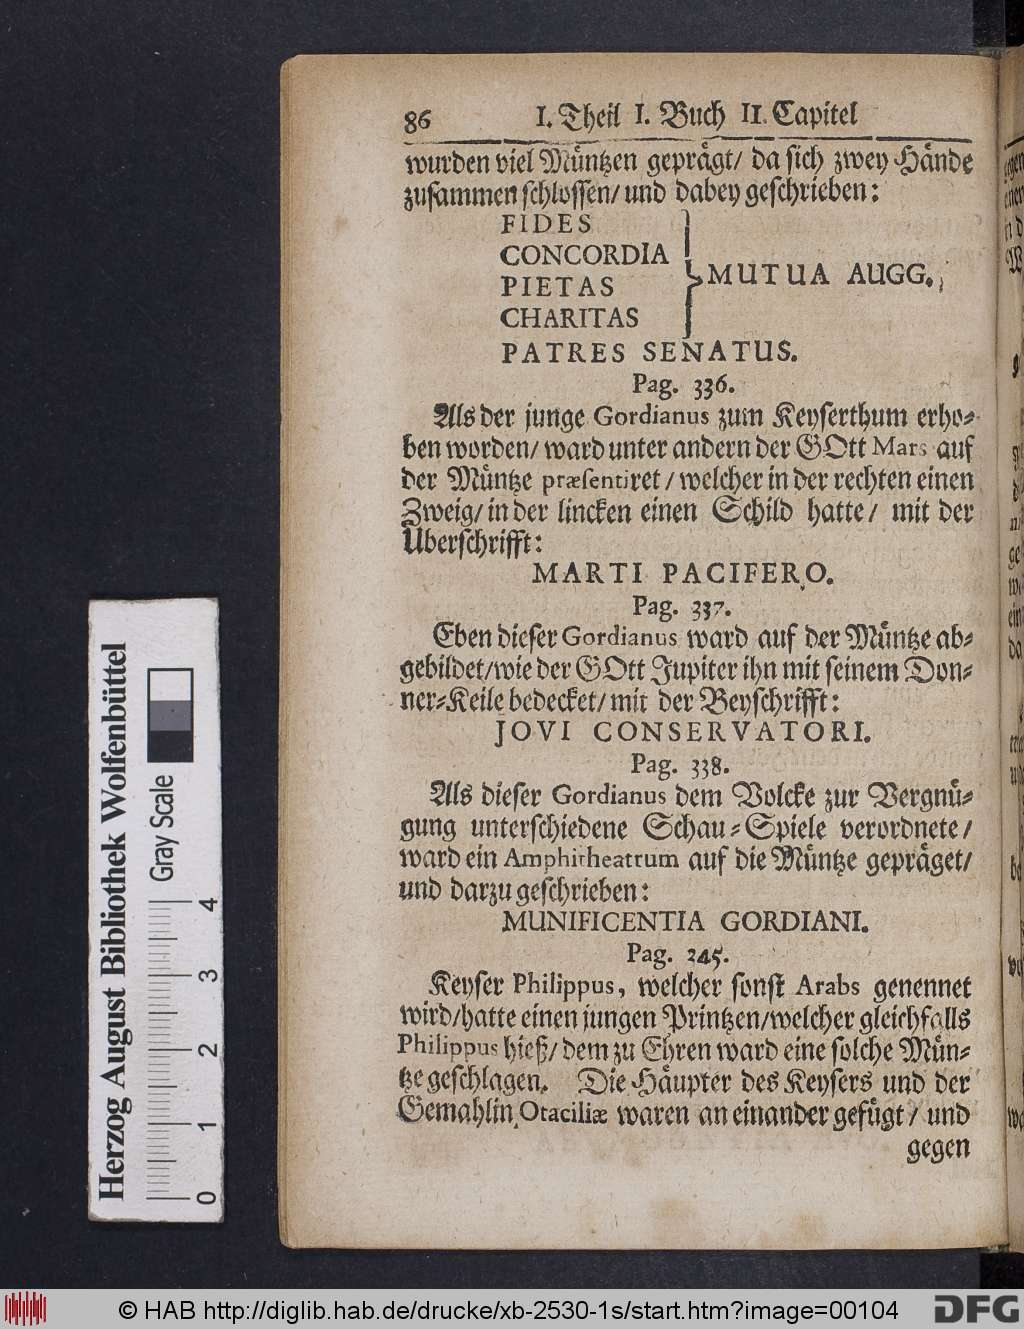 86 I. Theil I. Buch II. Capitel
wurden viel Müntzen geprägt/ da sich zwey Hände
zusammen schlossen/ und dabey geschrieben:
FIDES
CONCORDIA
PIETAS
CHARITAS
MUTUA AUGG.
PATRES SENATUS.
Pag. 336.
Als der junge Gordianus zum Keyserthum erho-
ben worden/ ward unter andern der GOtt Mars auf
der Müntze præsentiret/ welcher in der rechten einen
Zweig/ in der lincken einen Schild hatte/ mit der
Überschrifft:
MARTI PACIFERO.
Pag. 337.
Eben dieser Gordianus ward auf der Müntze ab-
gebildet/ wie der GOtt Jupiter ihn mit seinem Don-
ner-Keile bedecket/ mit der Beyschrifft:
JOVI CONSERVATORI.
Pag. 338.
Als dieser Gordianus dem Volcke zur Vergnü-
gung unterschiedene Schau-Spiele verordnete/
ward ein Amphitheatrum auf die Müntze gepräget/
und darzu geschrieben:
MUNIFICENTIA GORDIANI.
Pag. 245.
Keyser Philippus, welcher sonst Arabs genennet
wird/ hatte einen jungen Printzen/ welcher gleichfalls
Philippus hieß/ dem zu Ehren ward eine solche Mün-
tze geschlagen. Die Häupter des Keysers und der
Gemahlin Otaciliæ waren an einander gefügt/ und
gegen
Herzog August Bibliothek Wolfenbüttel
Gray Scale
0 1 2 3 4
© HAB http://diglib.hab.de/drucke/xb-2530-1s/start.htm?image=00104
DFG